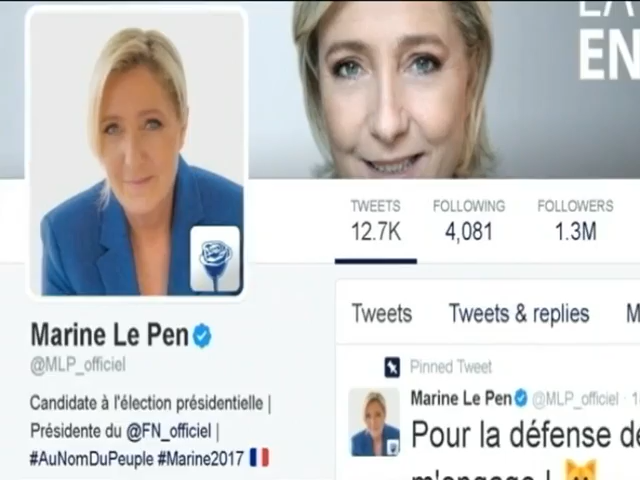 EN
TWEETS FOLLOWING FOLLOWERS
12.7K 4,081 1.3M
Marine Le Pen
@MLP_officiel
Candidate à l'élection présidentielle |
Présidente du @FN_officiel |
#AuNomDuPeuple #Marine2017 🇫🇷
Tweets Tweets & replies M
Pinned Tweet
Marine Le Pen @MLP_officiel
Pour la défense de
m'engage ! 🐱